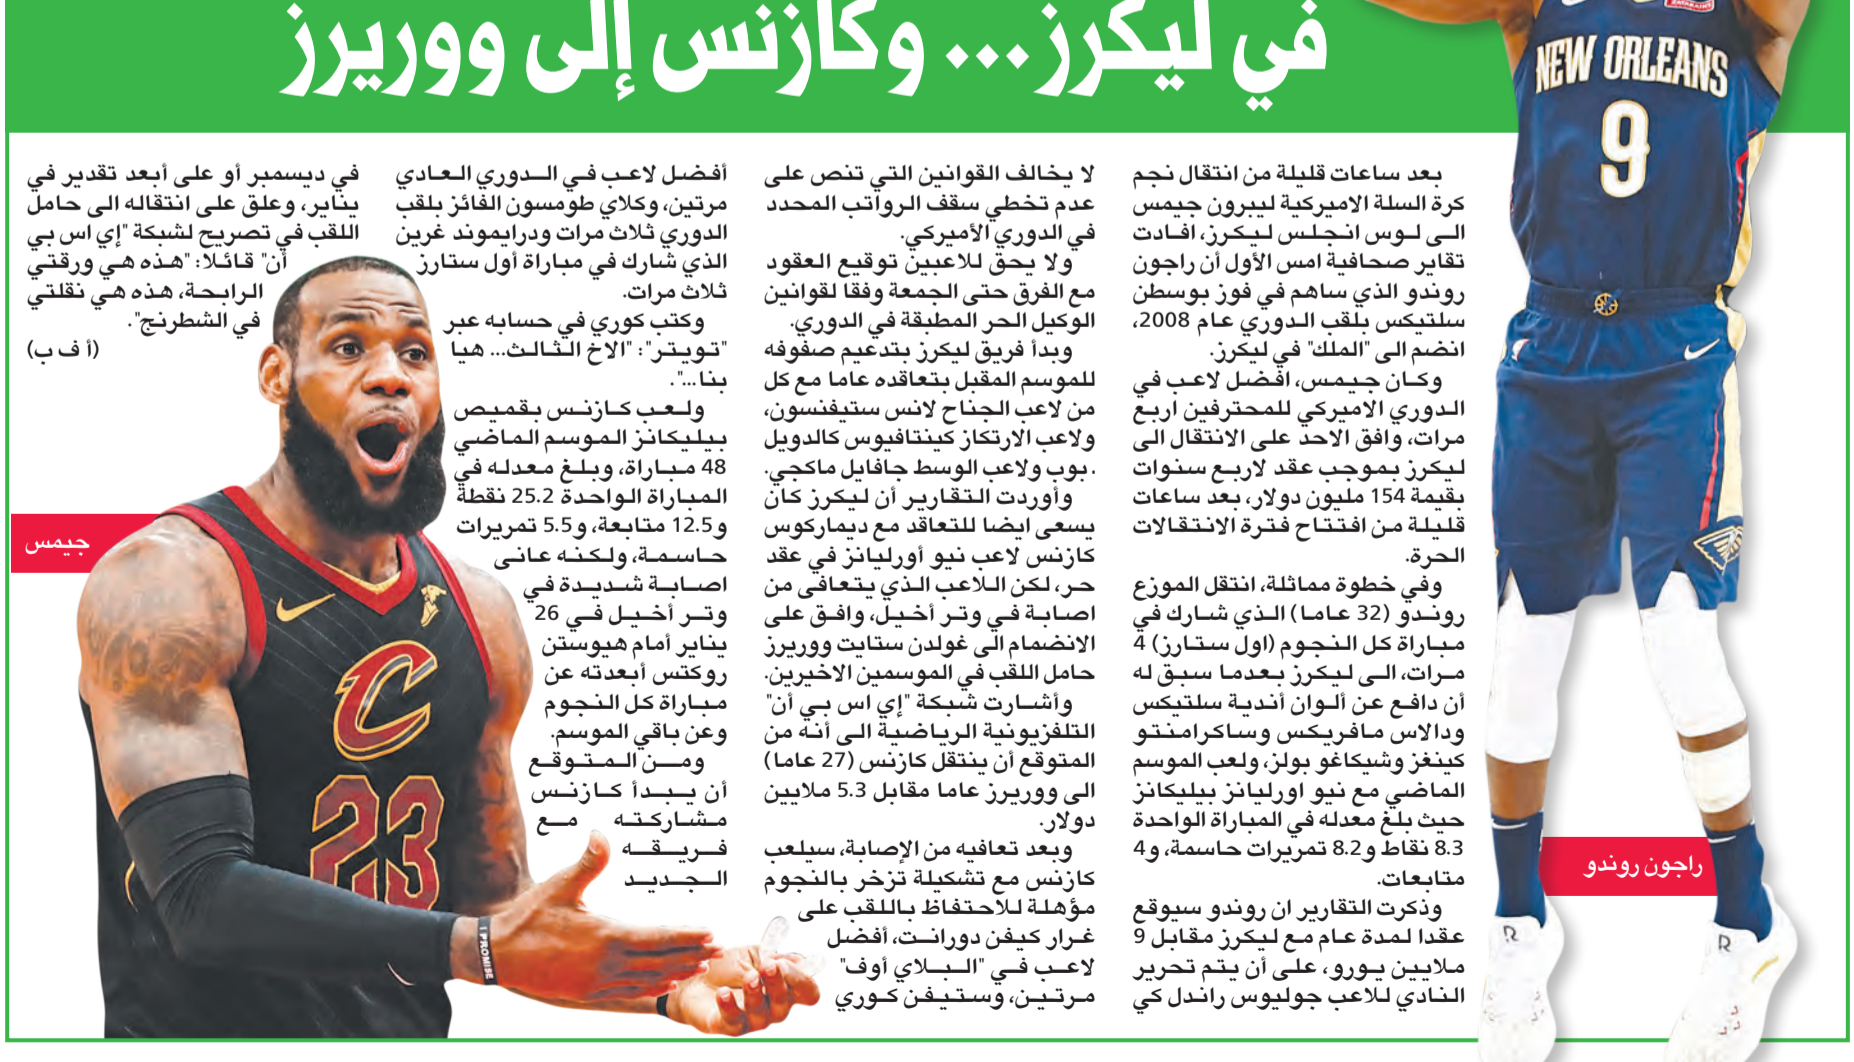 في ليكرز... وكازنس إلى ووريرز
NEW ORLEANS
9
بعد ساعات قليلة من انتقال نجم
كرة السلة الاميركية ليبرون جيمس
الى لوس انجلس ليكرز، افادت
تقاير صحافية امس الأول أن راجون
روندو الذي ساهم في فوز بوسطن
سلتيكس بلقب الدوري عام 2008،
انضم الى "الملك" في ليكرز.
وكان جيمس، افضل لاعب في
الدوري الاميركي للمحترفين اربع
مرات، وافق الاحد على الانتقال الى
ليكرز بموجب عقد لاربع سنوات
بقيمة 154 مليون دولار، بعد ساعات
قليلة من افتتاح فترة الانتقالات
الحرة.
وفي خطوة مماثلة، انتقل الموزع
روندو (32 عاما) الذي شارك في
مباراة كل النجوم (اول ستارز) 4
مرات، الى ليكرز بعدما سبق له
أن دافع عن ألوان أندية سلتيكس
ودالاس مافريكس وساكرامنتو
كينغز وشيكاغو بولز، ولعب الموسم
الماضي مع نيو اورليانز بيليكانز
حيث بلغ معدله في المباراة الواحدة
8.3 نقاط و8.2 تمريرات حاسمة، و4
متابعات.
وذكرت التقارير ان روندو سيوقع
عقدا لمدة عام مع ليكرز مقابل 9
ملايين يورو، على أن يتم تحرير
النادي للاعب جوليوس راندل كي
لا يخالف القوانين التي تنص على
عدم تخطي سقف الرواتب المحدد
في الدوري الأميركي.
ولا يحق للاعبين توقيع العقود
مع الفرق حتى الجمعة وفقا لقوانين
الوكيل الحر المطبقة في الدوري.
وبدأ فريق ليكرز بتدعيم صفوفه
للموسم المقبل بتعاقده عاما مع كل
من لاعب الجناح لانس ستيفنسون،
ولاعب الارتكاز كينتافيوس كالدويل
.بوب ولاعب الوسط جافايل ماكجي.
وأوردت التقارير أن ليكرز كان
يسعى ايضا للتعاقد مع ديماركوس
كازنس لاعب نيو أورليانز في عقد
حر، لكن اللاعب الذي يتعافى من
اصابة في وتر أخيل، وافق على
الانضمام الى غولدن ستايت ووريرز
حامل اللقب في الموسمين الاخيرين.
وأشارت شبكة "إي اس بي أن"
التلفزيونية الرياضية الى أنه من
المتوقع أن ينتقل كازنس (27 عاما)
الى ووريرز عاما مقابل 5.3 ملايين
دولار.
وبعد تعافيه من الإصابة، سيلعب
كازنس مع تشكيلة تزخر بالنجوم
مؤهلة للاحتفاظ باللقب على
غرار كيفن دورانت، أفضل
لاعب في "البلاي أوف"
مرتين، وستيفن كوري
أفضل لاعب في الدوري العادي
مرتين، وكلاي طومسون الفائز بلقب
الدوري ثلاث مرات ودرايموند غرين
الذي شارك في مباراة أول ستارز
ثلاث مرات.
وكتب كوري في حسابه عبر
"تويتر": "الاخ الثالث... هيا
بنا...".
ولعب كازنس بقميص
بيليكانز الموسم الماضي
48 مباراة، وبلغ معدله في
المباراة الواحدة 25.2 نقطة
و12.5 متابعة، و5.5 تمريرات
حاسمة، ولكنه عانى
اصابة شديدة في
وتر أخيل في 26
يناير أمام هيوستن
روكتس أبعدته عن
مباراة كل النجوم
وعن باقي الموسم.
ومن المتوقع
أن يبدأ كازنس
مشاركته مع
فريقه
الجديد
في ديسمبر أو على أبعد تقدير في
يناير، وعلق على انتقاله الى حامل
اللقب في تصريح لشبكة "إي اس بي
أن" قائلا: "هذه هي ورقتي
الرابحة، هذه هي نقلتي
في الشطرنج".
(أ ف ب)
جيمس
راجون روندو
C
23
I PROMISE
R
R